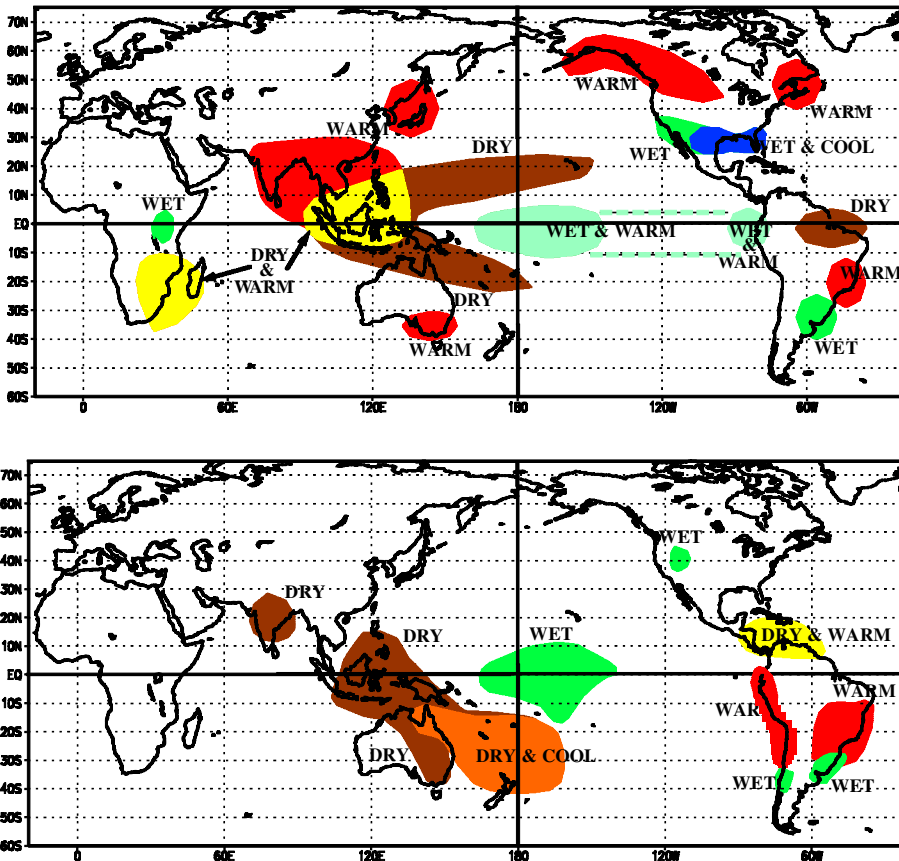 75N
60N
50N
40N
30N
20N
10N
EQ
10S
20S
30S
40S
50S
60S
WARM
WARM
WARM
DRY
WET
WET & COOL
WET
DRY
WET & WARM
WET
&
WARM
DRY
&
WARM
WARM
DRY
WARM
WET
0
60E
120E
180
120W
60W
75N
60N
50N
40N
30N
20N
10N
EQ
10S
20S
30S
40S
50S
60S
WET
DRY
DRY
WET
DRY & WARM
WARM
WAR
DRY
DRY & COOL
WET
WET
0
60E
120E
180
120W
60W